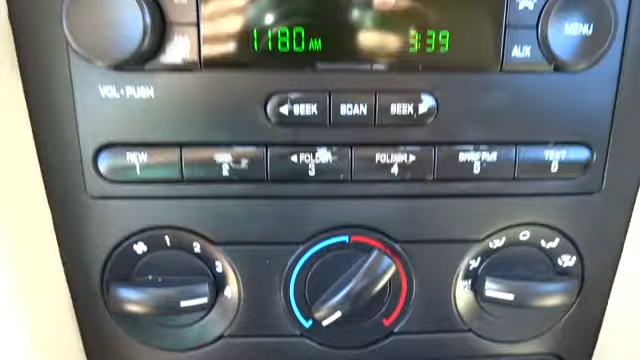 1180 AM 3:39
MENU
AUX
VOL · PUSH
◄ SEEK SCAN SEEK ►
REW 1
2
◄ FOLDER 3
FOLDER ► 4
5
TEXT 6
1 2 3 4